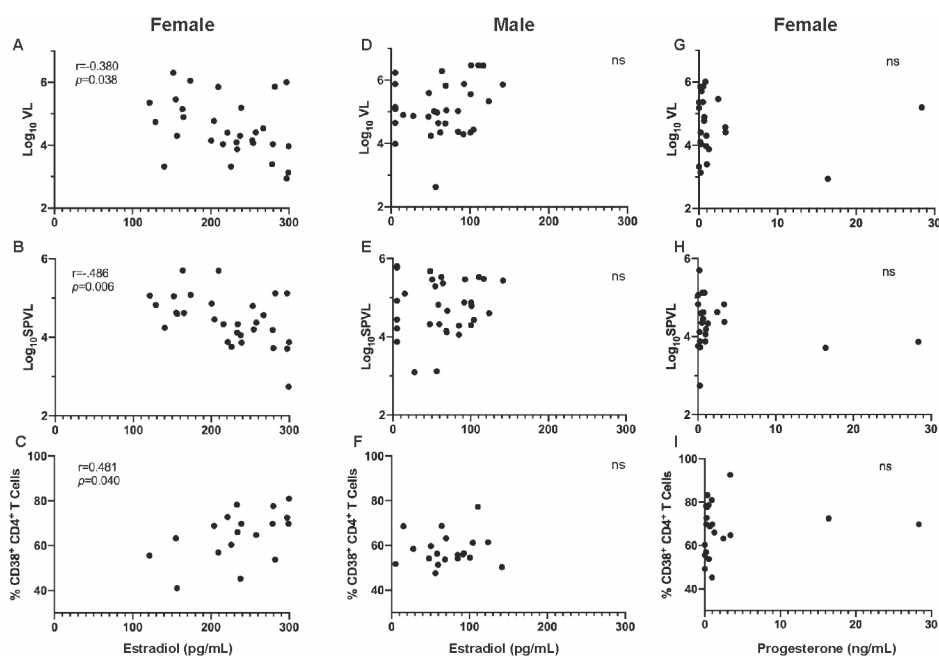 Female
Male
Female
A
r=-0.380
p=0.038
Log10 VL
6
4
2
0
100
200
300
D
ns
Log10 VL
6
4
2
0
100
200
300
G
ns
Log10 VL
6
4
2
0
10
20
30
B
r=-.486
p=0.006
Log10SPVL
6
4
2
0
100
200
300
E
ns
Log10SPVL
6
4
2
0
100
200
300
H
ns
Log10SPVL
6
4
2
0
10
20
30
C
r=0.481
p=0.040
% CD38+ CD4+ T Cells
100
80
60
40
0
100
200
300
Estradiol (pg/mL)
F
ns
% CD38+ CD4+ T Cells
100
80
60
40
0
100
200
300
Estradiol (pg/mL)
I
ns
% CD38+ CD4+ T Cells
100
80
60
40
0
10
20
30
Progesterone (ng/mL)